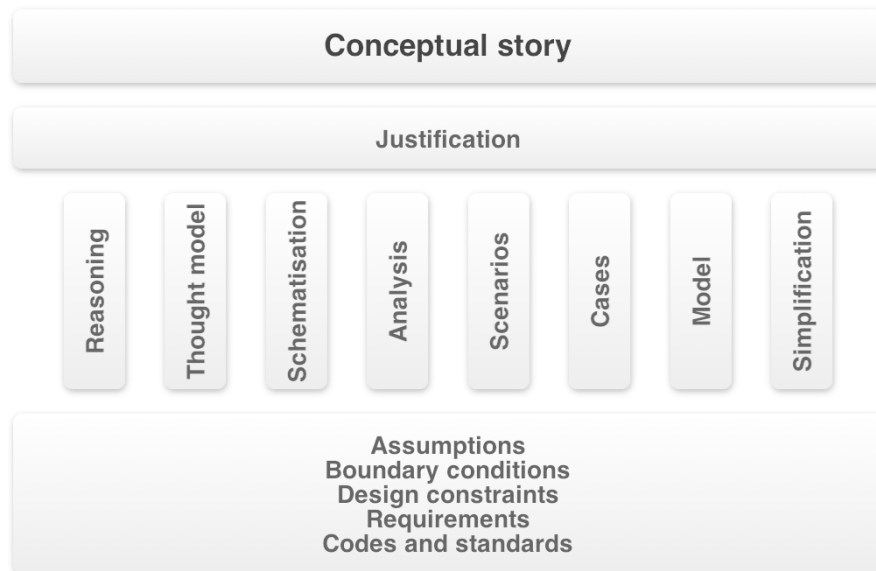 Conceptual story
Justification
Reasoning
Thought model
Schematisation
Analysis
Scenarios
Cases
Model
Simplification
Assumptions
Boundary conditions
Design constraints
Requirements
Codes and standards